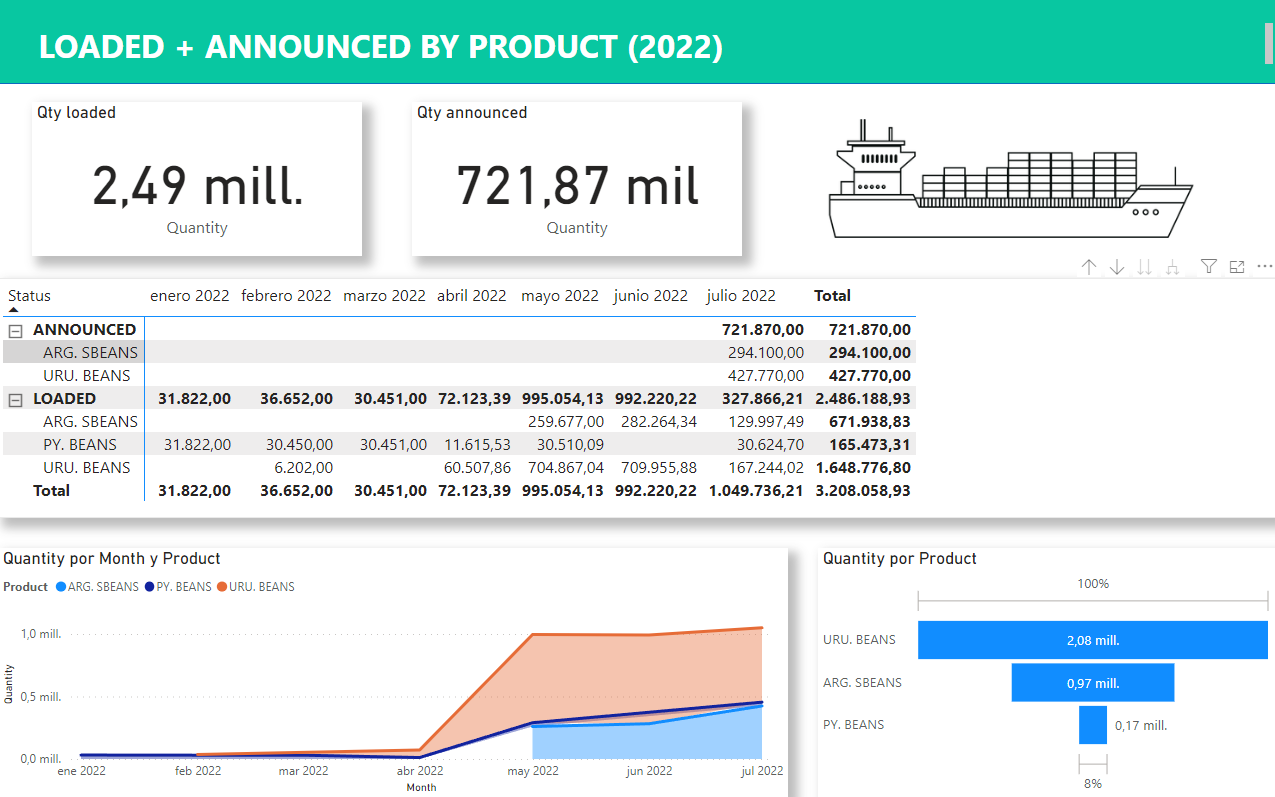 LOADED + ANNOUNCED BY PRODUCT (2022)
Qty loaded
2,49 mill.
Quantity
Qty announced
721,87 mil
Quantity
Status enero 2022 febrero 2022 marzo 2022 abril 2022 mayo 2022 junio 2022 julio 2022 Total
ANNOUNCED 721.870,00 721.870,00
ARG. SBEANS 294.100,00 294.100,00
URU. BEANS 427.770,00 427.770,00
LOADED 31.822,00 36.652,00 30.451,00 72.123,39 995.054,13 992.220,22 327.866,21 2.486.188,93
ARG. SBEANS 259.677,00 282.264,34 129.997,49 671.938,83
PY. BEANS 31.822,00 30.450,00 30.451,00 11.615,53 30.510,09 30.624,70 165.473,31
URU. BEANS 6.202,00 60.507,86 704.867,04 709.955,88 167.244,02 1.648.776,80
Total 31.822,00 36.652,00 30.451,00 72.123,39 995.054,13 992.220,22 1.049.736,21 3.208.058,93
Quantity por Month y Product
Product ARG. SBEANS PY. BEANS URU. BEANS
1,0 mill.
0,5 mill.
0,0 mill.
Quantity
ene 2022 feb 2022 mar 2022 abr 2022 may 2022 jun 2022 jul 2022
Month
Quantity por Product
100%
URU. BEANS 2,08 mill.
ARG. SBEANS 0,97 mill.
PY. BEANS 0,17 mill.
8%